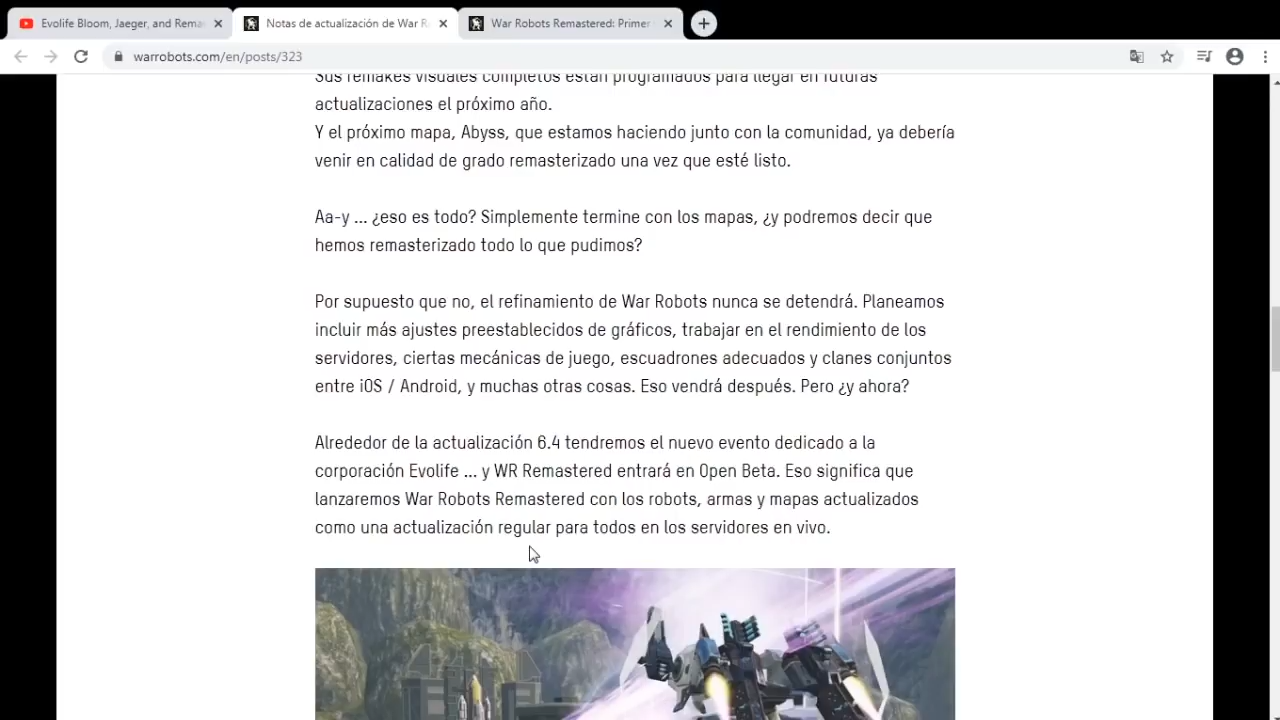 Evolife Bloom, Jaeger, and Rema
Notas de actualización de War R
War Robots Remastered: Primer
warrobots.com/en/posts/323
Sus remakes visuales completos están programados para llegar en futuras
actualizaciones el próximo año.
Y el próximo mapa, Abyss, que estamos haciendo junto con la comunidad, ya debería
venir en calidad de grado remasterizado una vez que esté listo.
Aa-y ... ¿eso es todo? Simplemente termine con los mapas, ¿y podremos decir que
hemos remasterizado todo lo que pudimos?
Por supuesto que no, el refinamiento de War Robots nunca se detendrá. Planeamos
incluir más ajustes preestablecidos de gráficos, trabajar en el rendimiento de los
servidores, ciertas mecánicas de juego, escuadrones adecuados y clanes conjuntos
entre iOS / Android, y muchas otras cosas. Eso vendrá después. Pero ¿y ahora?
Alrededor de la actualización 6.4 tendremos el nuevo evento dedicado a la
corporación Evolife ... y WR Remastered entrará en Open Beta. Eso significa que
lanzaremos War Robots Remastered con los robots, armas y mapas actualizados
como una actualización regular para todos en los servidores en vivo.